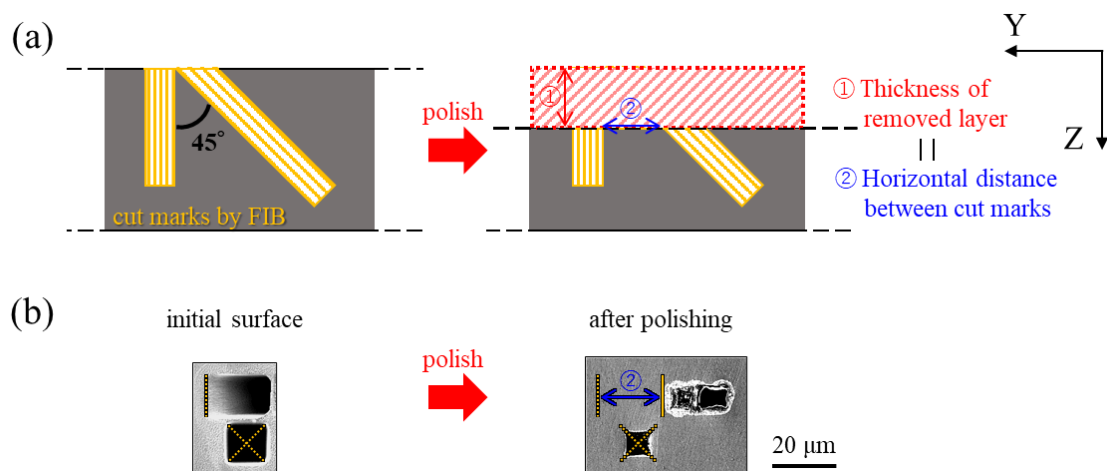 (a)
Y
Z
45°
cut marks by FIB
polish
①
②
① Thickness of
removed layer
||
② Horizontal distance
between cut marks
(b)
initial surface
polish
after polishing
②
20 μm